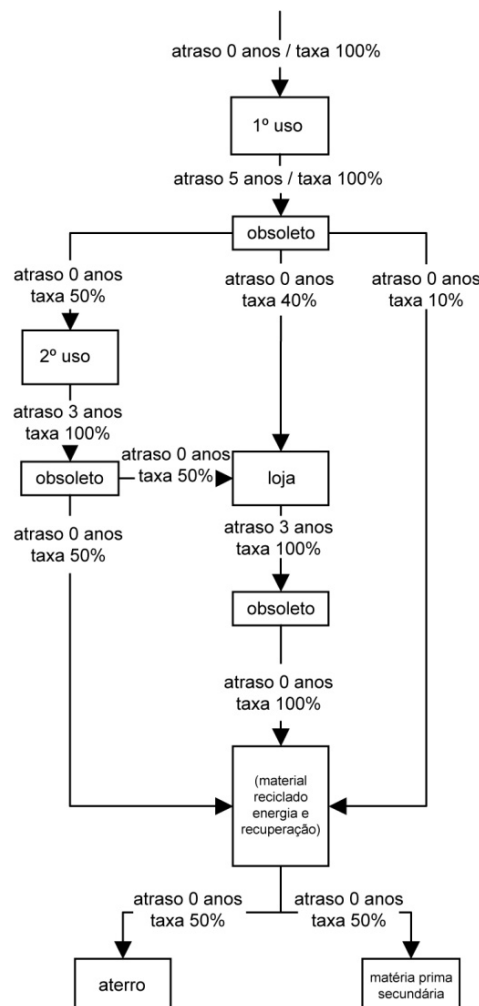 atraso 0 anos / taxa 100%
1º uso
atraso 5 anos / taxa 100%
obsoleto
atraso 0 anos
taxa 50%
atraso 0 anos
taxa 40%
atraso 0 anos
taxa 10%
2º uso
atraso 3 anos
taxa 100%
obsoleto
atraso 0 anos
taxa 50%
loja
atraso 0 anos
taxa 50%
atraso 3 anos
taxa 100%
obsoleto
atraso 0 anos
taxa 100%
(material
reciclado
energia e
recuperação)
atraso 0 anos
taxa 50%
atraso 0 anos
taxa 50%
aterro
matéria prima
secundária